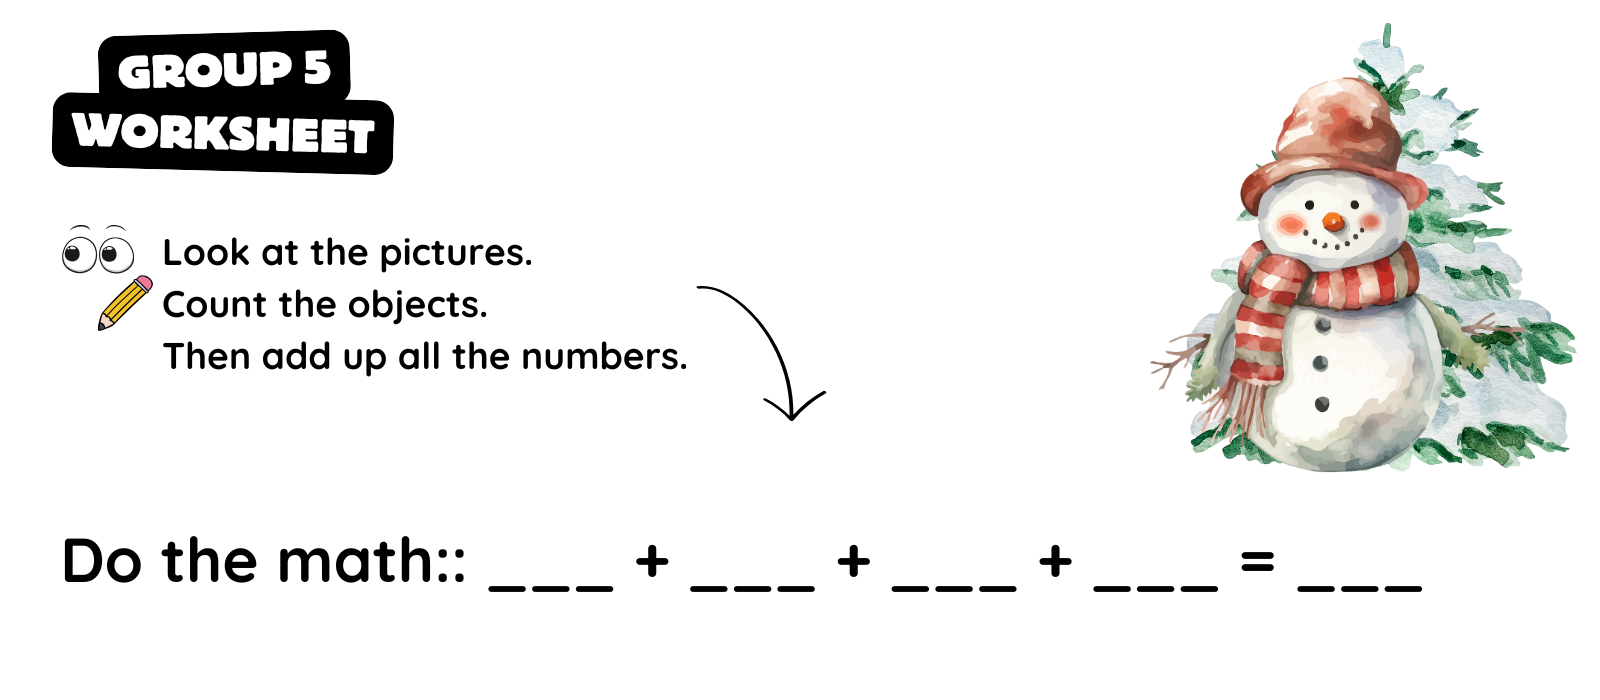 GROUP 5
WORKSHEET
Look at the pictures.
Count the objects.
Then add up all the numbers.
Do the math:: ___ + ___ + ___ + ___ = ___